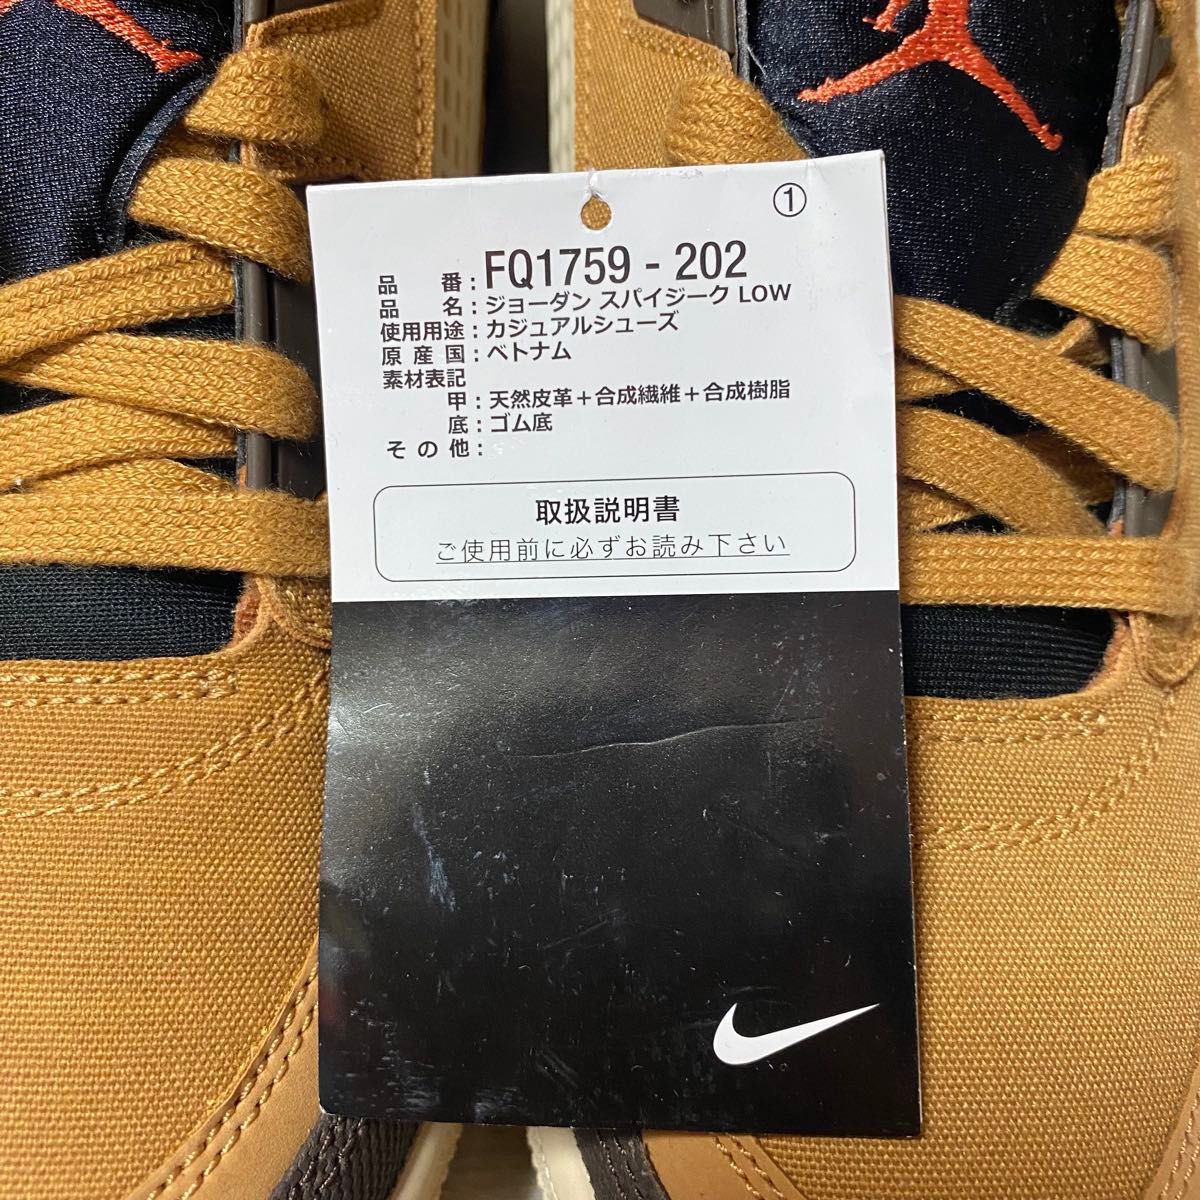 ①
品番：FQ1759 - 202
品名：ジョーダン スパイジーク LOW
使用用途：カジュアルシューズ
原産国：ベトナム
素材表記
甲：天然皮革＋合成繊維＋合成樹脂
底：ゴム底
その他：
取扱説明書
ご使用前に必ずお読み下さい